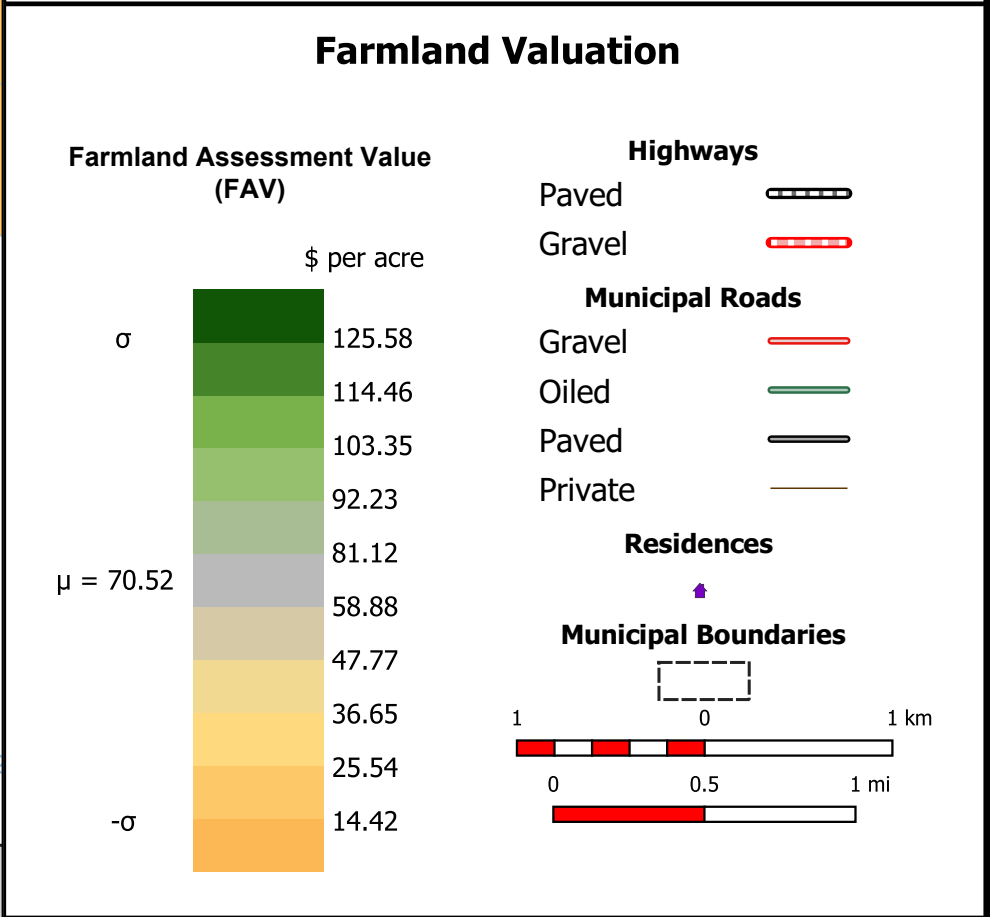 Farmland Valuation
Farmland Assessment Value
(FAV)
$ per acre
σ
125.58
114.46
103.35
92.23
81.12
μ = 70.52
58.88
47.77
36.65
25.54
-σ
14.42
Highways
Paved
Gravel
Municipal Roads
Gravel
Oiled
Paved
Private
Residences
Municipal Boundaries
1 0 1 km
0 0.5 1 mi